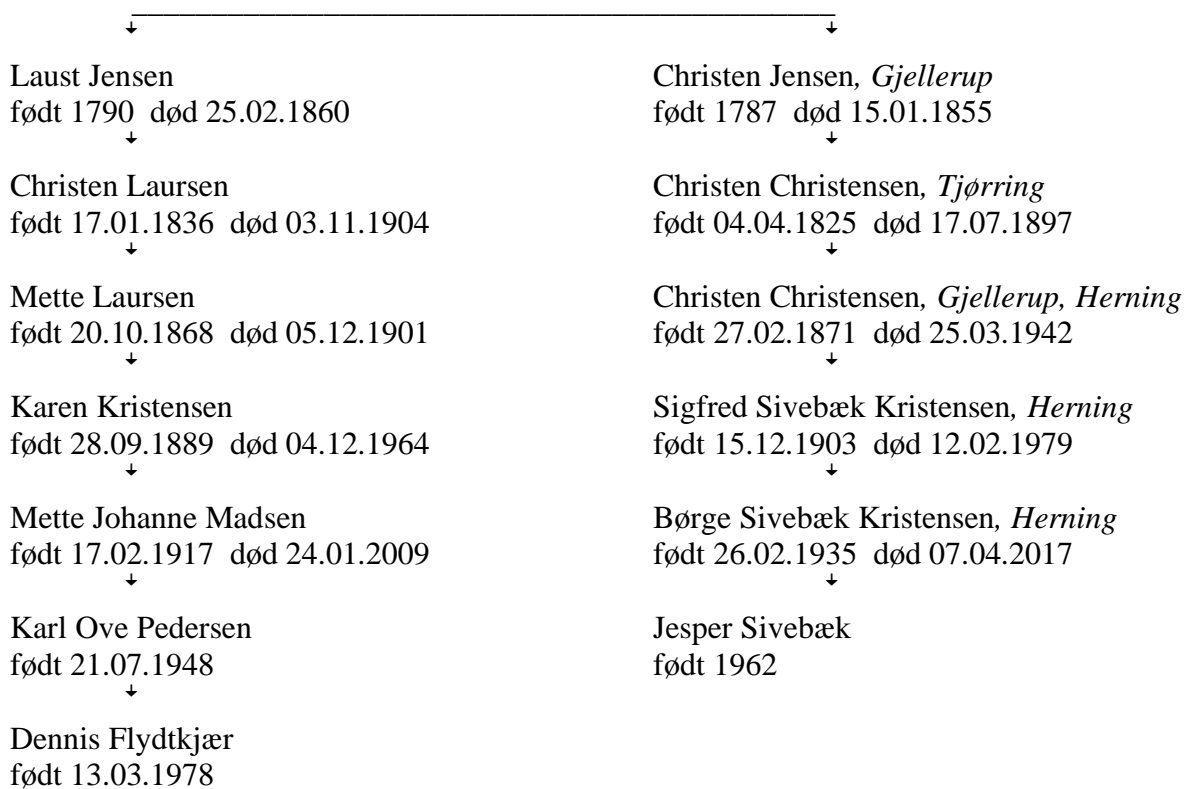 Laust Jensen
født 1790 død 25.02.1860
Christen Laursen
født 17.01.1836 død 03.11.1904
Mette Laursen
født 20.10.1868 død 05.12.1901
Karen Kristensen
født 28.09.1889 død 04.12.1964
Mette Johanne Madsen
født 17.02.1917 død 24.01.2009
Karl Ove Pedersen
født 21.07.1948
Dennis Flydtkjær
født 13.03.1978
Christen Jensen, Gjellerup
født 1787 død 15.01.1855
Christen Christensen, Tjørring
født 04.04.1825 død 17.07.1897
Christen Christensen, Gjellerup, Herning
født 27.02.1871 død 25.03.1942
Sigfred Sivebæk Kristensen, Herning
født 15.12.1903 død 12.02.1979
Børge Sivebæk Kristensen, Herning
født 26.02.1935 død 07.04.2017
Jesper Sivebæk
født 1962